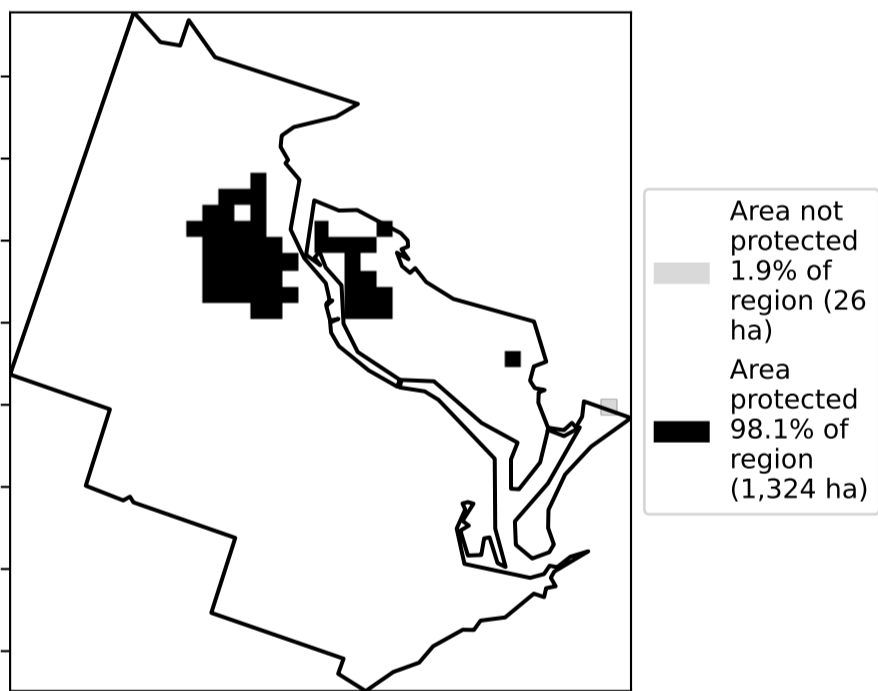 Area not
protected
1.9% of
region (26
ha)
Area
protected
98.1% of
region
(1,324 ha)